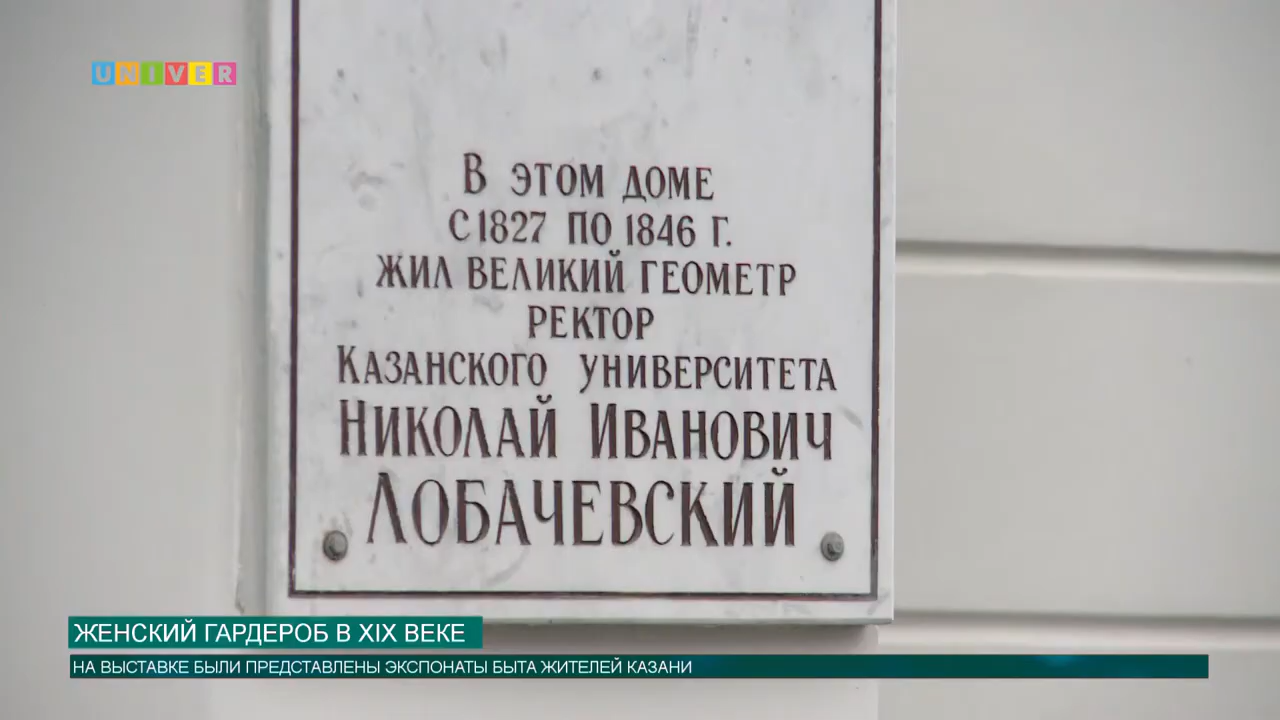 UNIVER
В ЭТОМ ДОМЕ
С 1827 ПО 1846 Г.
ЖИЛ ВЕЛИКИЙ ГЕОМЕТР
РЕКТОР
КАЗАНСКОГО УНИВЕРСИТЕТА
НИКОЛАЙ ИВАНОВИЧ
ЛОБАЧЕВСКИЙ
ЖЕНСКИЙ ГАРДЕРОБ В XIX ВЕКЕ
НА ВЫСТАВКЕ БЫЛИ ПРЕДСТАВЛЕНЫ ЭКСПОНАТЫ БЫТА ЖИТЕЛЕЙ КАЗАНИ